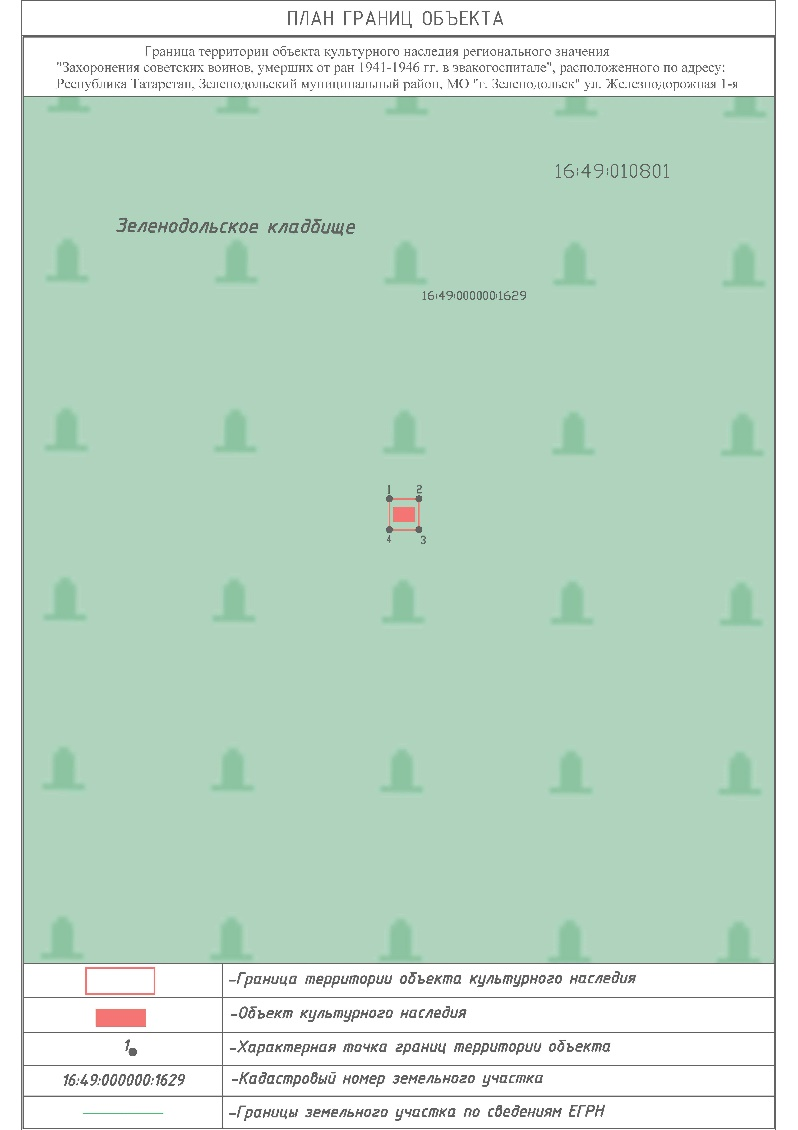 ПЛАН ГРАНИЦ ОБЪЕКТА
Граница территории объекта культурного наследия регионального значения
"Захоронения советских воинов, умерших от ран 1941-1946 гг. в эвакогоспитале", расположенного по адресу:
Республика Татарстан, Зеленодольский муниципальный район, МО "г. Зеленодольск" ул. Железнодорожная 1-я
16:49:010801
Зеленодольское кладбище
16:49:000000:1629
1 2
4 3
-Граница территории объекта культурного наследия
-Объект культурного наследия
1 -Характерная точка границ территории объекта
16:49:000000:1629 -Кадастровый номер земельного участка
-Границы земельного участка по сведениям ЕГРН